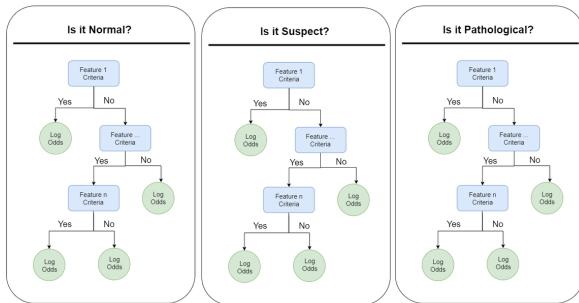 Is it Normal?
Feature 1
Criteria
Yes
No
Log
Odds
Feature ...
Criteria
Yes
No
Feature n
Criteria
Log
Odds
Yes
No
Log
Odds
Log
Odds
Is it Suspect?
Feature 1
Criteria
Yes
No
Log
Odds
Feature ...
Criteria
Yes
No
Feature n
Criteria
Log
Odds
Yes
No
Log
Odds
Log
Odds
Is it Pathological?
Feature 1
Criteria
Yes
No
Log
Odds
Feature ...
Criteria
Yes
No
Feature n
Criteria
Log
Odds
Yes
No
Log
Odds
Log
Odds